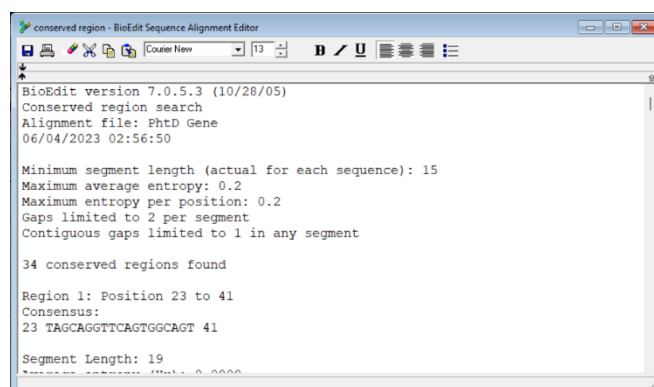 conserved region - BioEdit Sequence Alignment Editor
Courier New 13 B U
BioEdit version 7.0.5.3 (10/28/05)
Conserved region search
Alignment file: PhtD Gene
06/04/2023 02:56:50
Minimum segment length (actual for each sequence): 15
Maximum average entropy: 0.2
Maximum entropy per position: 0.2
Gaps limited to 2 per segment
Contiguous gaps limited to 1 in any segment
34 conserved regions found
Region 1: Position 23 to 41
Consensus:
23 TAGCAGGTTCAGTGGCAGT 41
Segment Length: 19